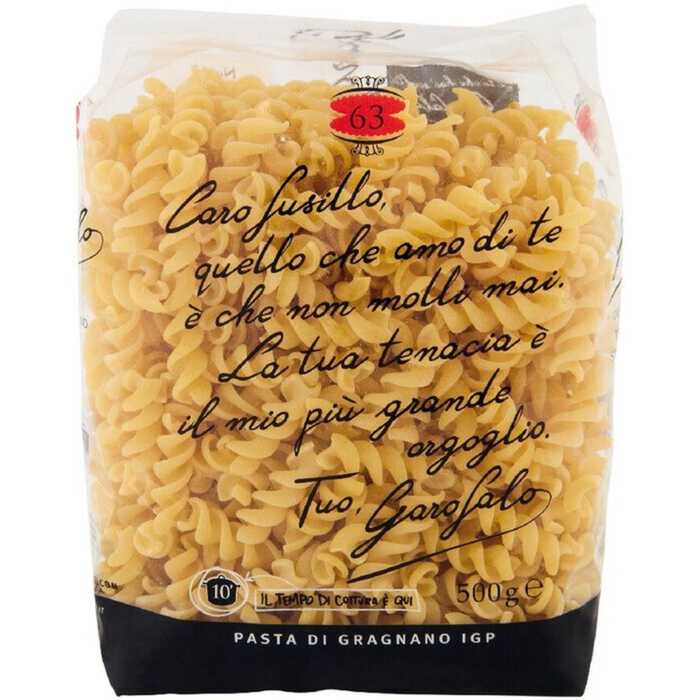 63
Caro fusillo,
quello che amo di te
è che non molli mai.
La tua tenacia è
il mio più grande
orgoglio.
Tuo, Garofalo
10'
IL TEMPO DI COTTURA È QUI
500g e
PASTA DI GRAGNANO IGP